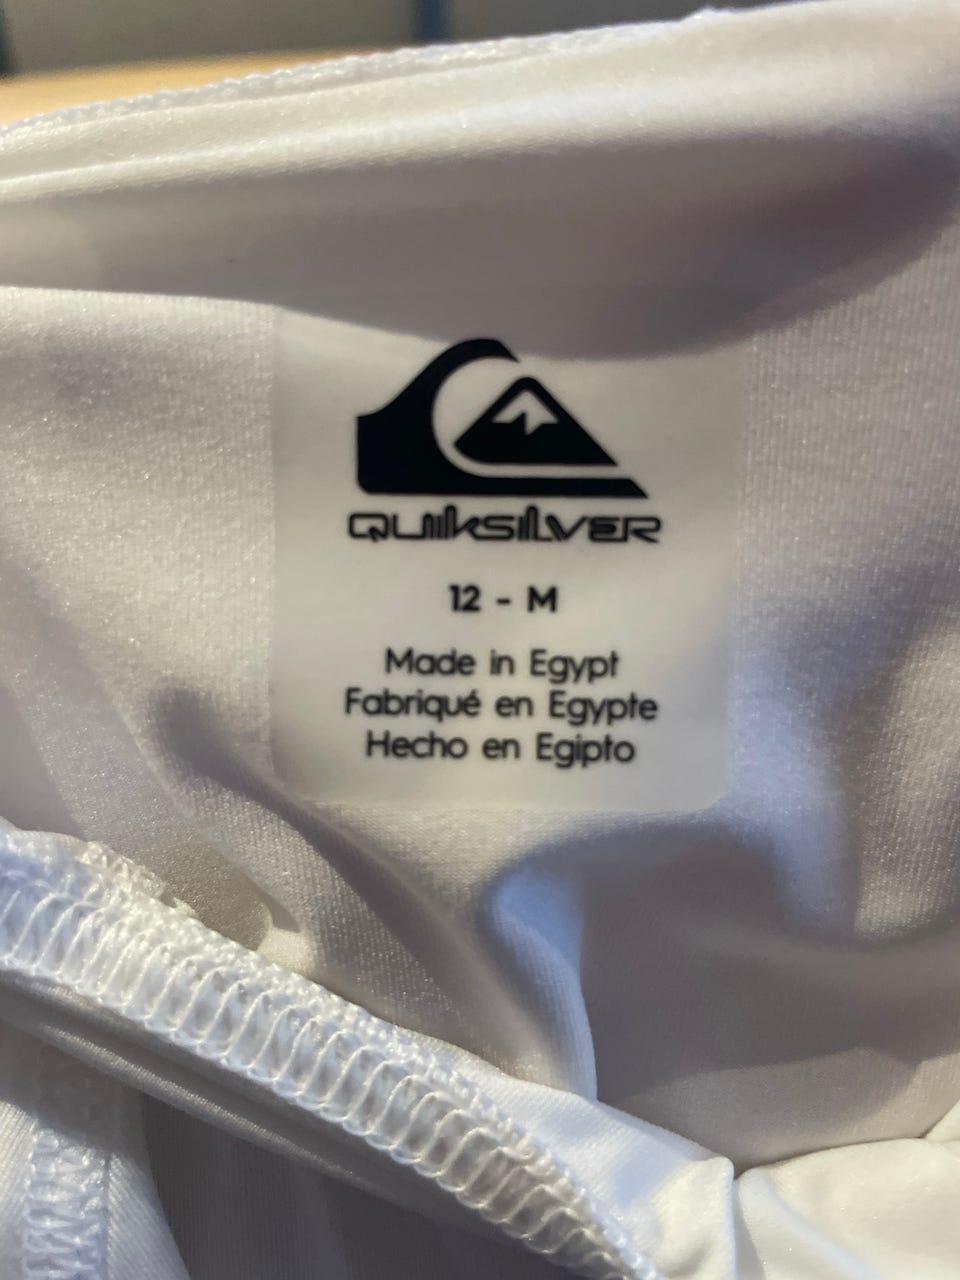 QUIKSILVER
12 - M
Made in Egypt
Fabriqué en Egypte
Hecho en Egipto